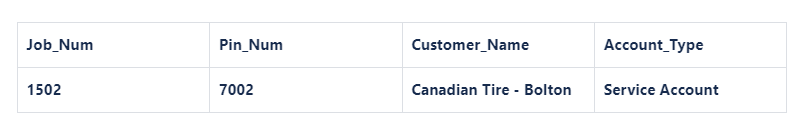 Job_Num Pin_Num Customer_Name Account_Type
1502 7002 Canadian Tire - Bolton Service Account